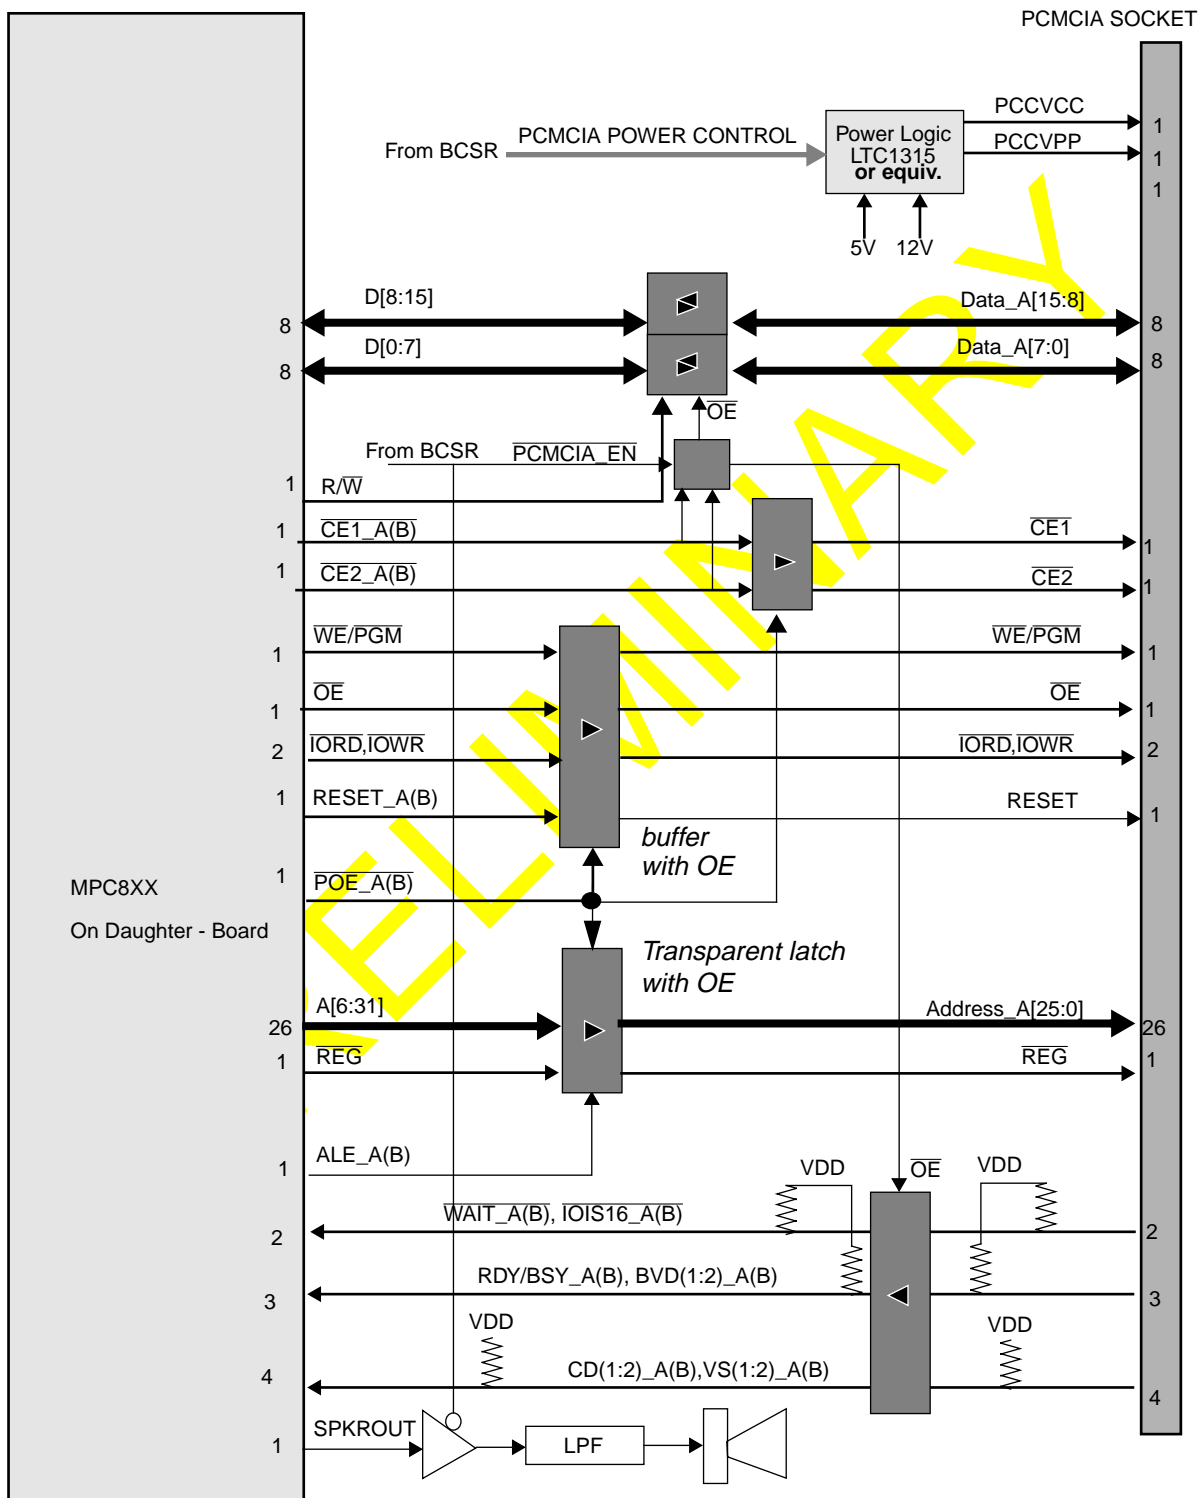 PCMCIA SOCKET
PCCVCC
1
From BCSR PCMCIA POWER CONTROL
Power Logic
LTC1315
or equiv.
PCCVPP
1
1
5V 12V
D[8:15] Data_A[15:8]
8 8
D[0:7] Data_A[7:0]
8 8
OE
From BCSR PCMCIA_EN
1 R/W
1 CE1_A(B) CE1 1
1 CE2_A(B) CE2 1
WE/PGM WE/PGM
1 1
OE OE
1 1
IORD,IOWR IORD,IOWR
2 2
1 RESET_A(B) RESET 1
buffer
with OE
1 POE_A(B)
MPC8XX
On Daughter - Board
Transparent latch
with OE
A[6:31] Address_A[25:0]
26 26
1 REG REG 1
1 ALE_A(B)
VDD OE VDD
WAIT_A(B), IOIS16_A(B)
2 2
RDY/BSY_A(B), BVD(1:2)_A(B)
3 3
VDD VDD
CD(1:2)_A(B),VS(1:2)_A(B)
4 4
SPKROUT
1 LPF
PRELIMINARY